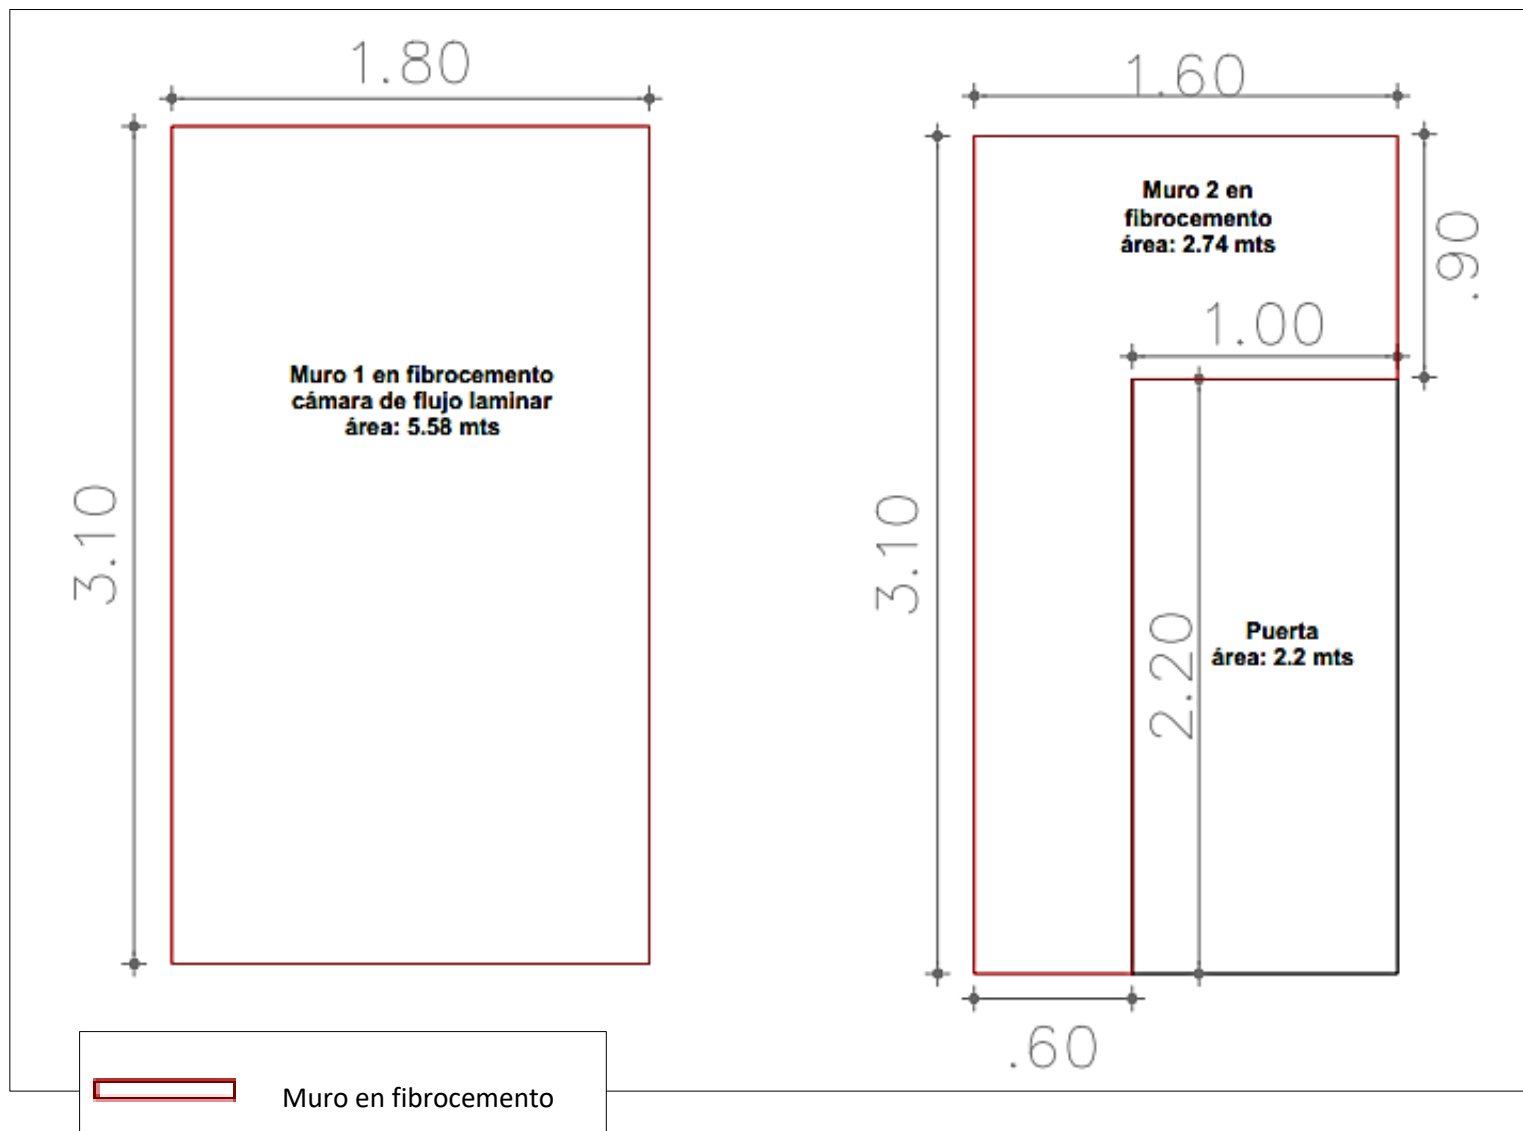 1.80
3.10
Muro 1 en fibrocemento
cámara de flujo laminar
área: 5.58 mts
1.60
.90
Muro 2 en
fibrocemento
área: 2.74 mts
1.00
3.10
2.20
Puerta
área: 2.2 mts
.60
Muro en fibrocemento